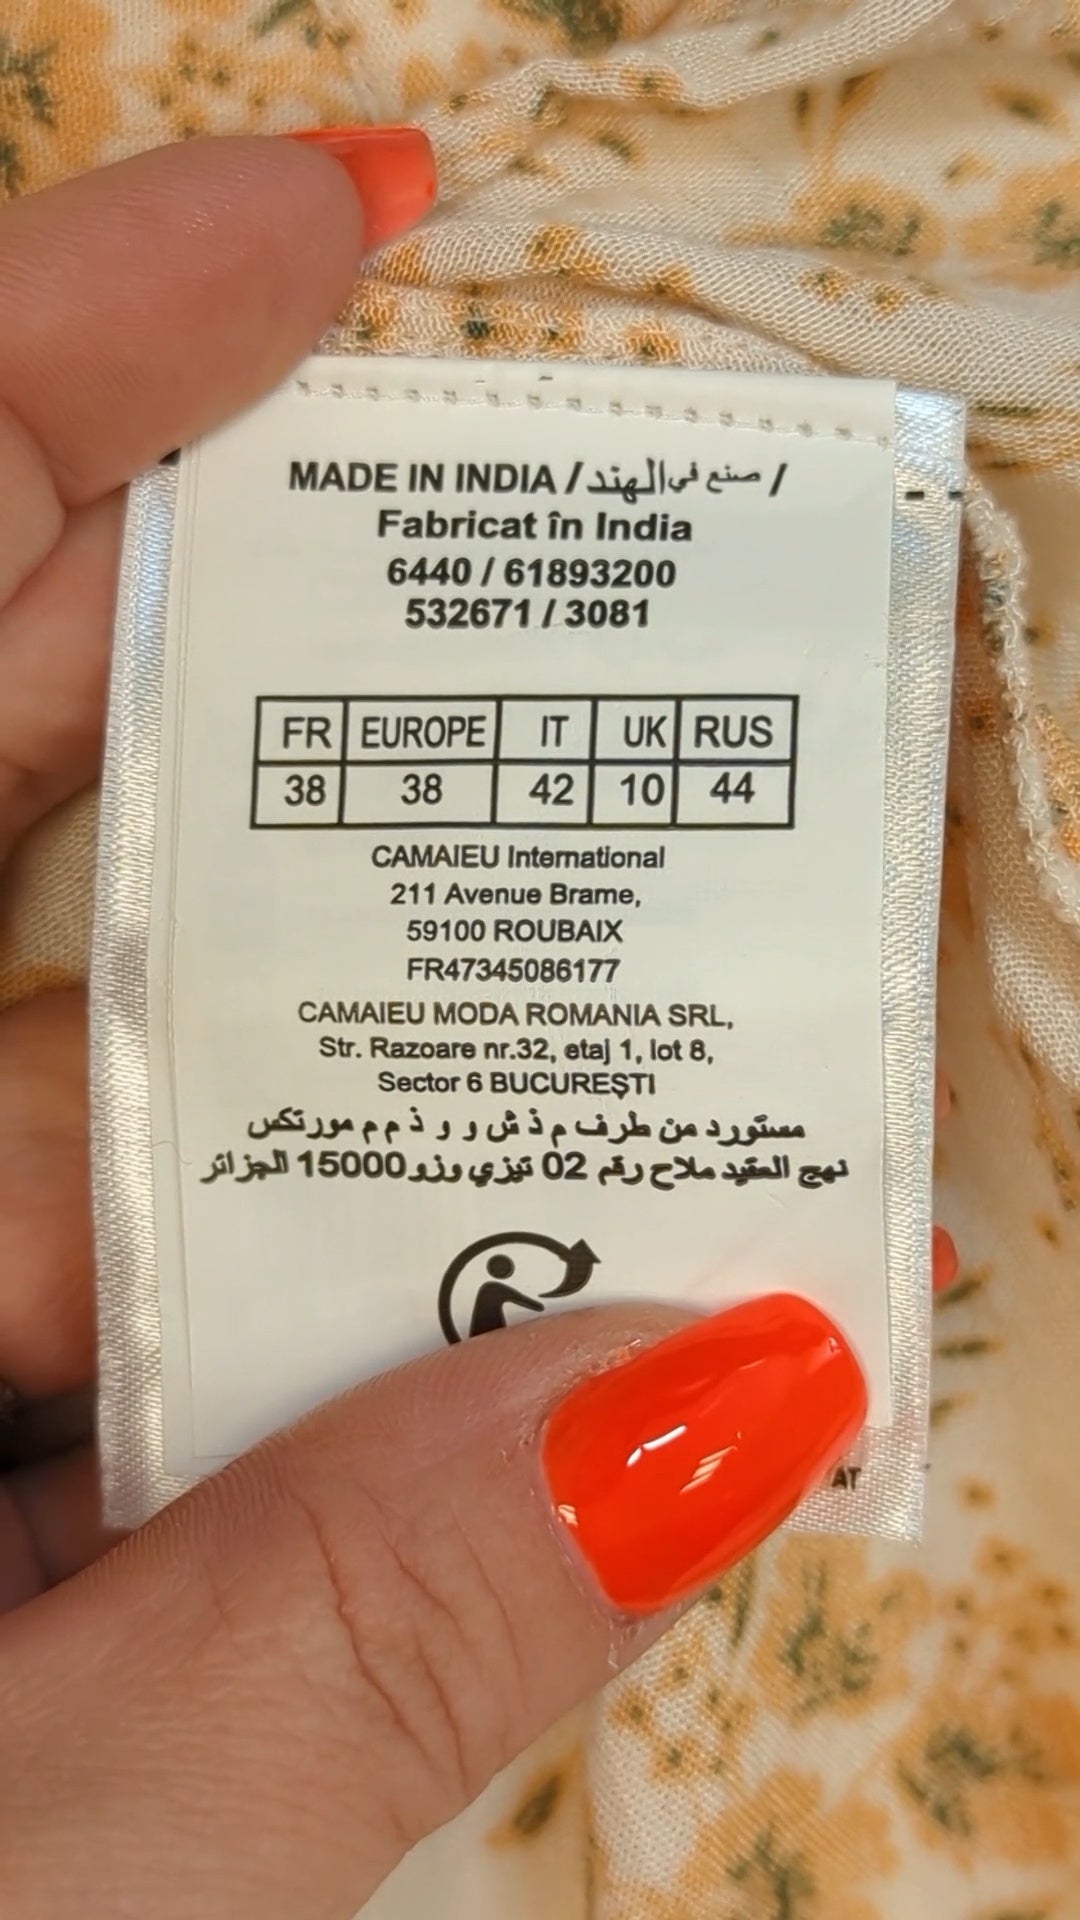 MADE IN INDIA / صنع في الهند /
Fabricat în India
6440 / 61893200
532671 / 3081
FR EUROPE IT UK RUS
38 38 42 10 44
CAMAIEU International
211 Avenue Brame,
59100 ROUBAIX
FR47345086177
CAMAIEU MODA ROMANIA SRL,
Str. Razoare nr.32, etaj 1, lot 8,
Sector 6 BUCUREȘTI
مستورد من طرف م ذ ش و و ذ م م مورتكس
نهج العقيد ملاح رقم 02 تيزي وزو 15000 الجزائر
AT